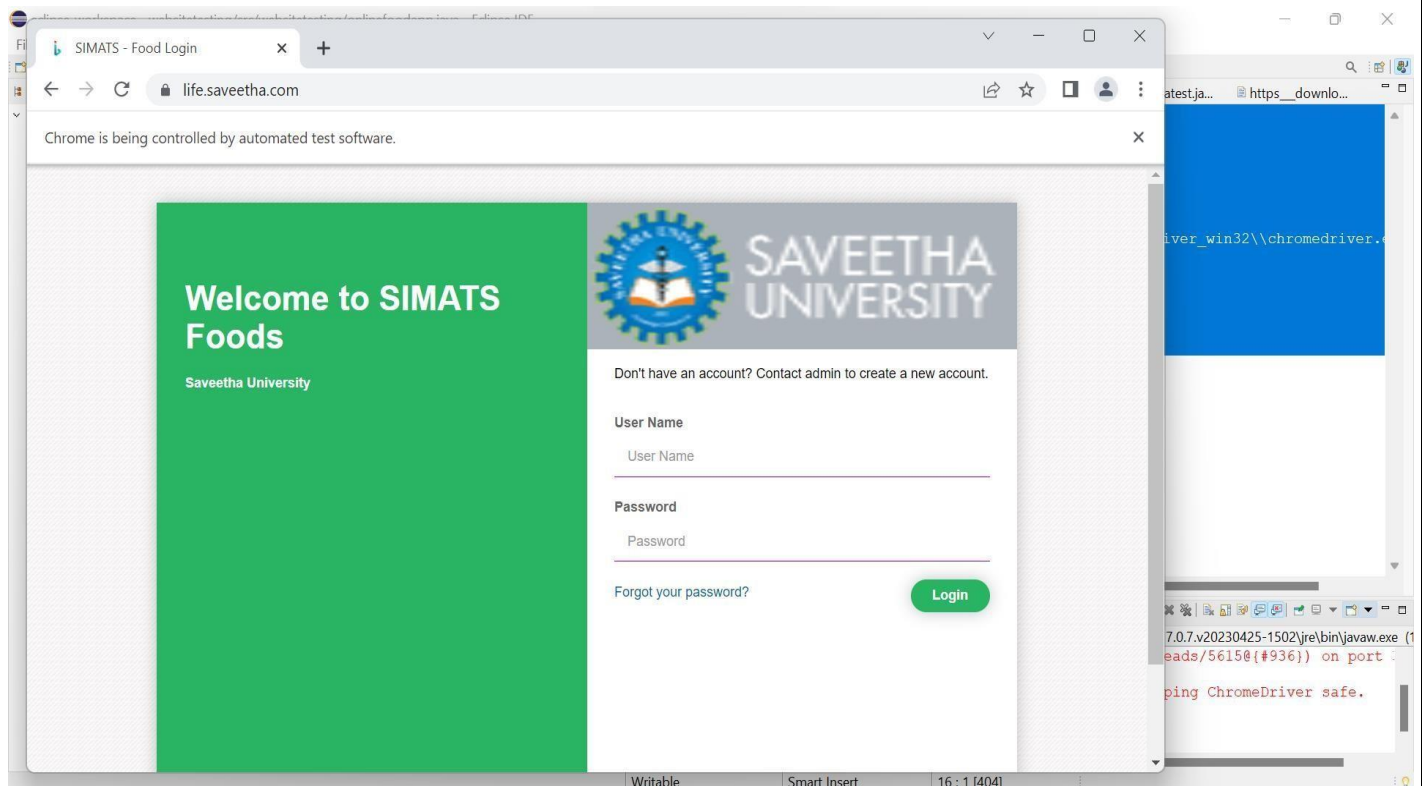 SIMATS - Food Login
life.saveetha.com
atest.ja... https__downlo...
Chrome is being controlled by automated test software.
iver_win32\\chromedriver.e
Welcome to SIMATS
Foods
Saveetha University
SAVEETHA
UNIVERSITY
Don't have an account? Contact admin to create a new account.
User Name
User Name
Password
Password
Forgot your password?
Login
7.0.7.v20230425-1502\jre\bin\javaw.exe (1
eads/5615@{#936}) on port
ping ChromeDriver safe.
Writable Smart Insert 16 : 1 [404]